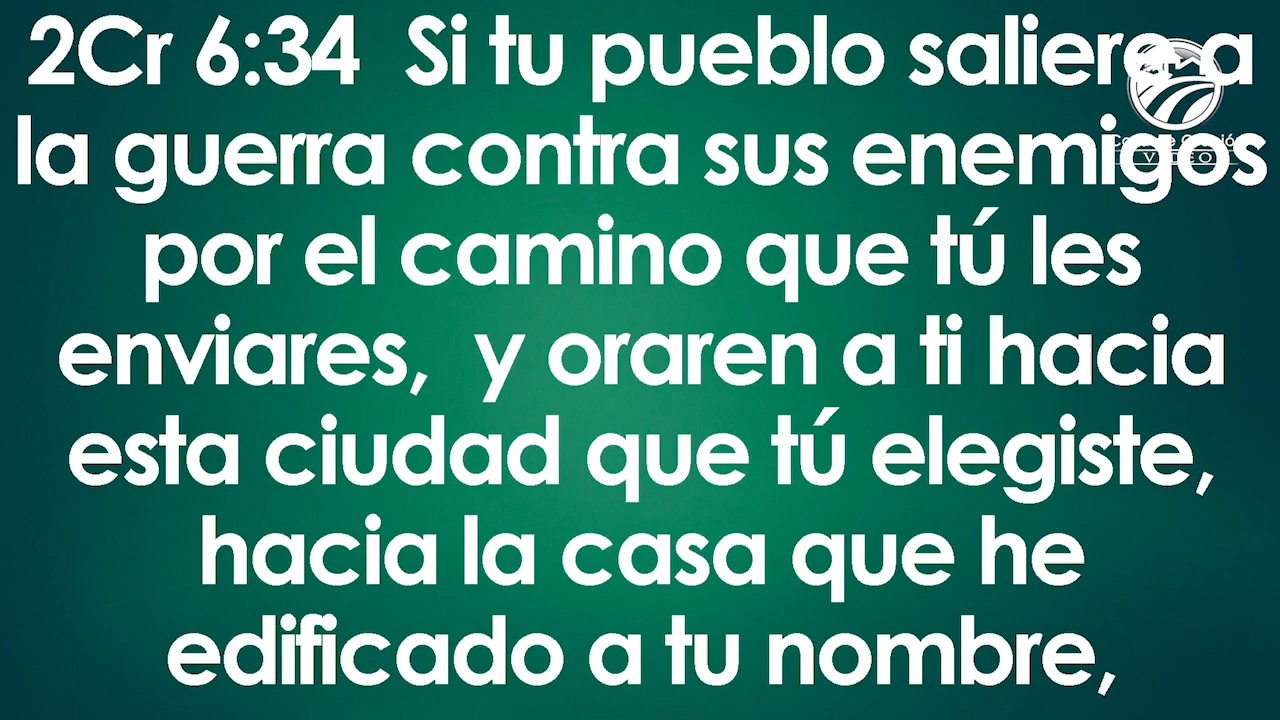 2Cr 6:34 Si tu pueblo saliere a
la guerra contra sus enemigos
por el camino que tú les
enviares, y oraren a ti hacia
esta ciudad que tú elegiste,
hacia la casa que he
edificado a tu nombre,
VIDEO